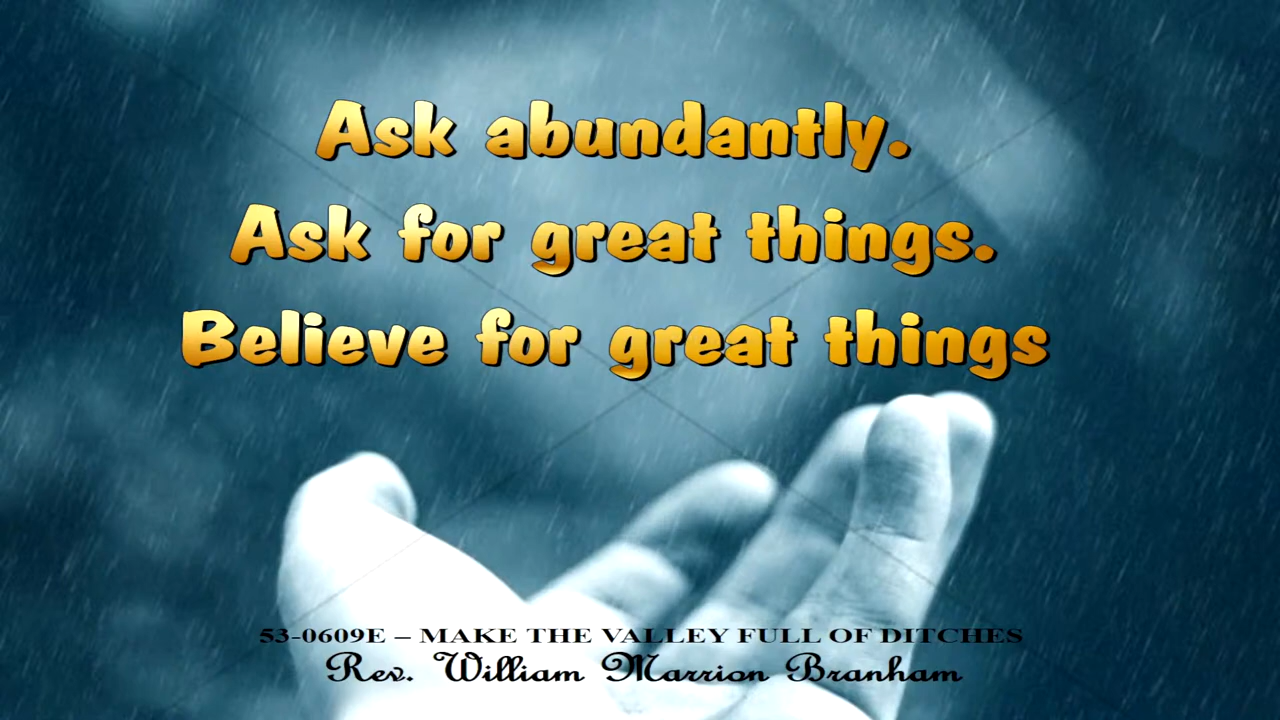 Ask abundantly.
Ask for great things.
Believe for great things
53-0609E – MAKE THE VALLEY FULL OF DITCHES
Rev. William Marrion Branham